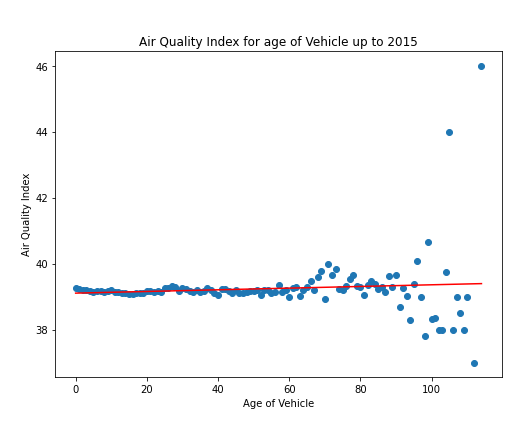 Air Quality Index for age of Vehicle up to 2015
46
44
42
40
38
Air Quality Index
0 20 40 60 80 100
Age of Vehicle